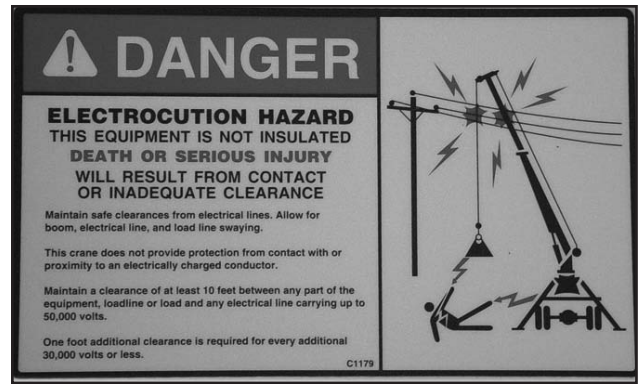 DANGER
ELECTROCUTION HAZARD
THIS EQUIPMENT IS NOT INSULATED
DEATH OR SERIOUS INJURY
WILL RESULT FROM CONTACT
OR INADEQUATE CLEARANCE
Maintain safe clearances from electrical lines. Allow for
boom, electrical line, and load line swaying.
This crane does not provide protection from contact with or
proximity to an electrically charged conductor.
Maintain a clearance of at least 10 feet between any part of the
equipment, loadline or load and any electrical line carrying up to
50,000 volts.
One foot additional clearance is required for every additional
30,000 volts or less.
C1179